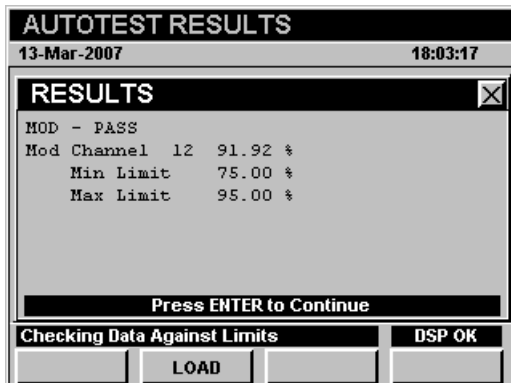 AUTOTEST RESULTS
13-Mar-2007 18:03:17
RESULTS
MOD - PASS
Mod Channel 12 91.92 %
Min Limit 75.00 %
Max Limit 95.00 %
Press ENTER to Continue
Checking Data Against Limits DSP OK
LOAD